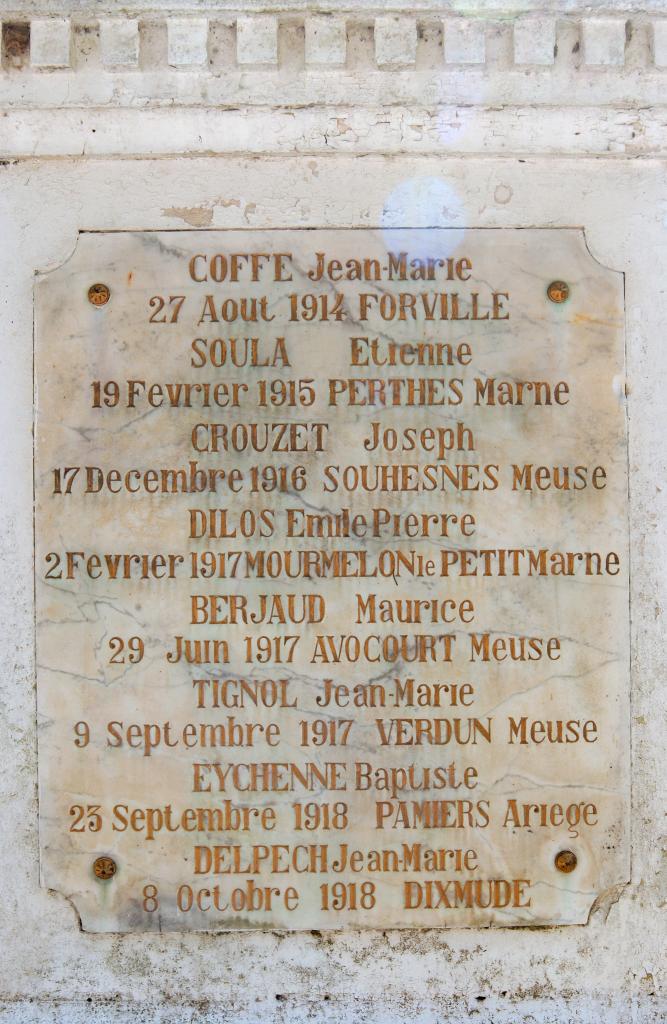 COFFE Jean-Marie
27 Aout 1914 FORVILLE
SOULA Etienne
19 Fevrier 1915 PERTHES Marne
CROUZET Joseph
17 Decembre 1916 SOUHESNES Meuse
DILOS Emile Pierre
2 Fevrier 1917 MOURMELON le PETIT Marne
BERJAUD Maurice
29 Juin 1917 AVOCOURT Meuse
TIGNOL Jean-Marie
9 Septembre 1917 VERDUN Meuse
EYCHENNE Baptiste
23 Septembre 1918 PAMIERS Ariege
DELPECH Jean-Marie
8 Octobre 1918 DIXMUDE